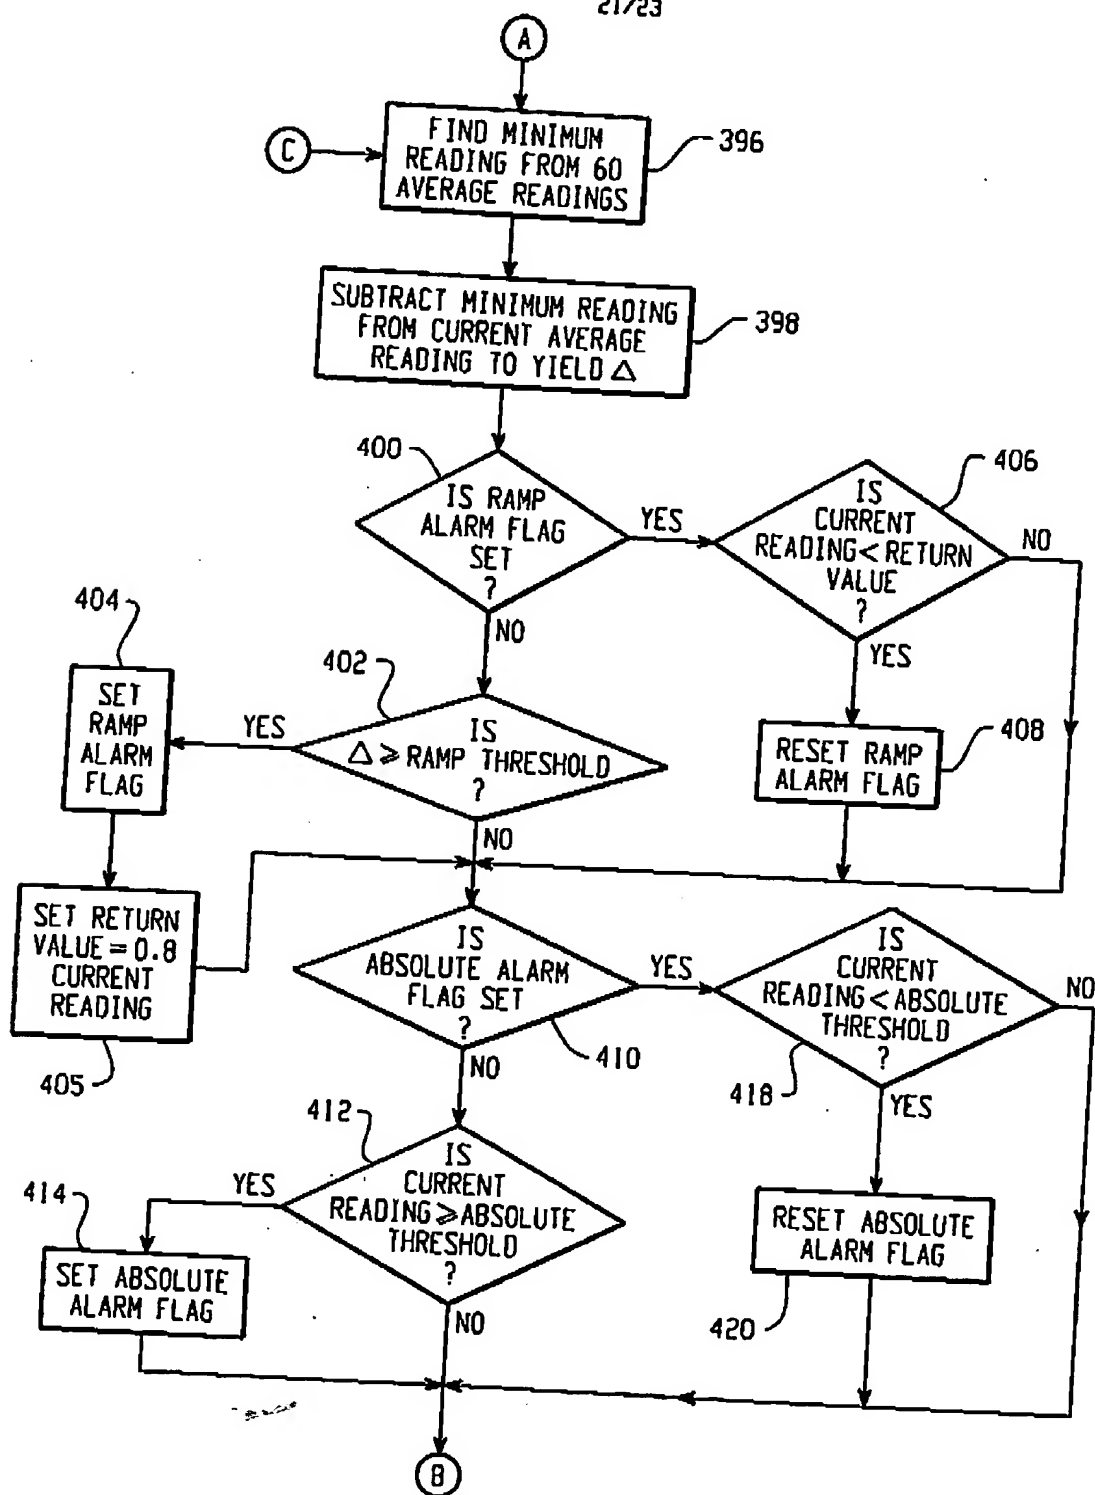 21/23
A
C
FIND MINIMUM
READING FROM 60
AVERAGE READINGS
396
SUBTRACT MINIMUM READING
FROM CURRENT AVERAGE
READING TO YIELD Δ
398
400
IS RAMP
ALARM FLAG
SET
?
YES
NO
406
IS
CURRENT
READING < RETURN
VALUE
?
NO
YES
404
SET
RAMP
ALARM
FLAG
402
YES
IS
Δ ⩾ RAMP THRESHOLD
?
NO
RESET RAMP
ALARM FLAG
408
SET RETURN
VALUE = 0.8
CURRENT
READING
405
IS
ABSOLUTE ALARM
FLAG SET
?
YES
410
NO
IS
CURRENT
READING < ABSOLUTE
THRESHOLD
?
NO
418
YES
412
IS
CURRENT
READING ⩾ ABSOLUTE
THRESHOLD
?
YES
NO
414
SET ABSOLUTE
ALARM FLAG
RESET ABSOLUTE
ALARM FLAG
420
B